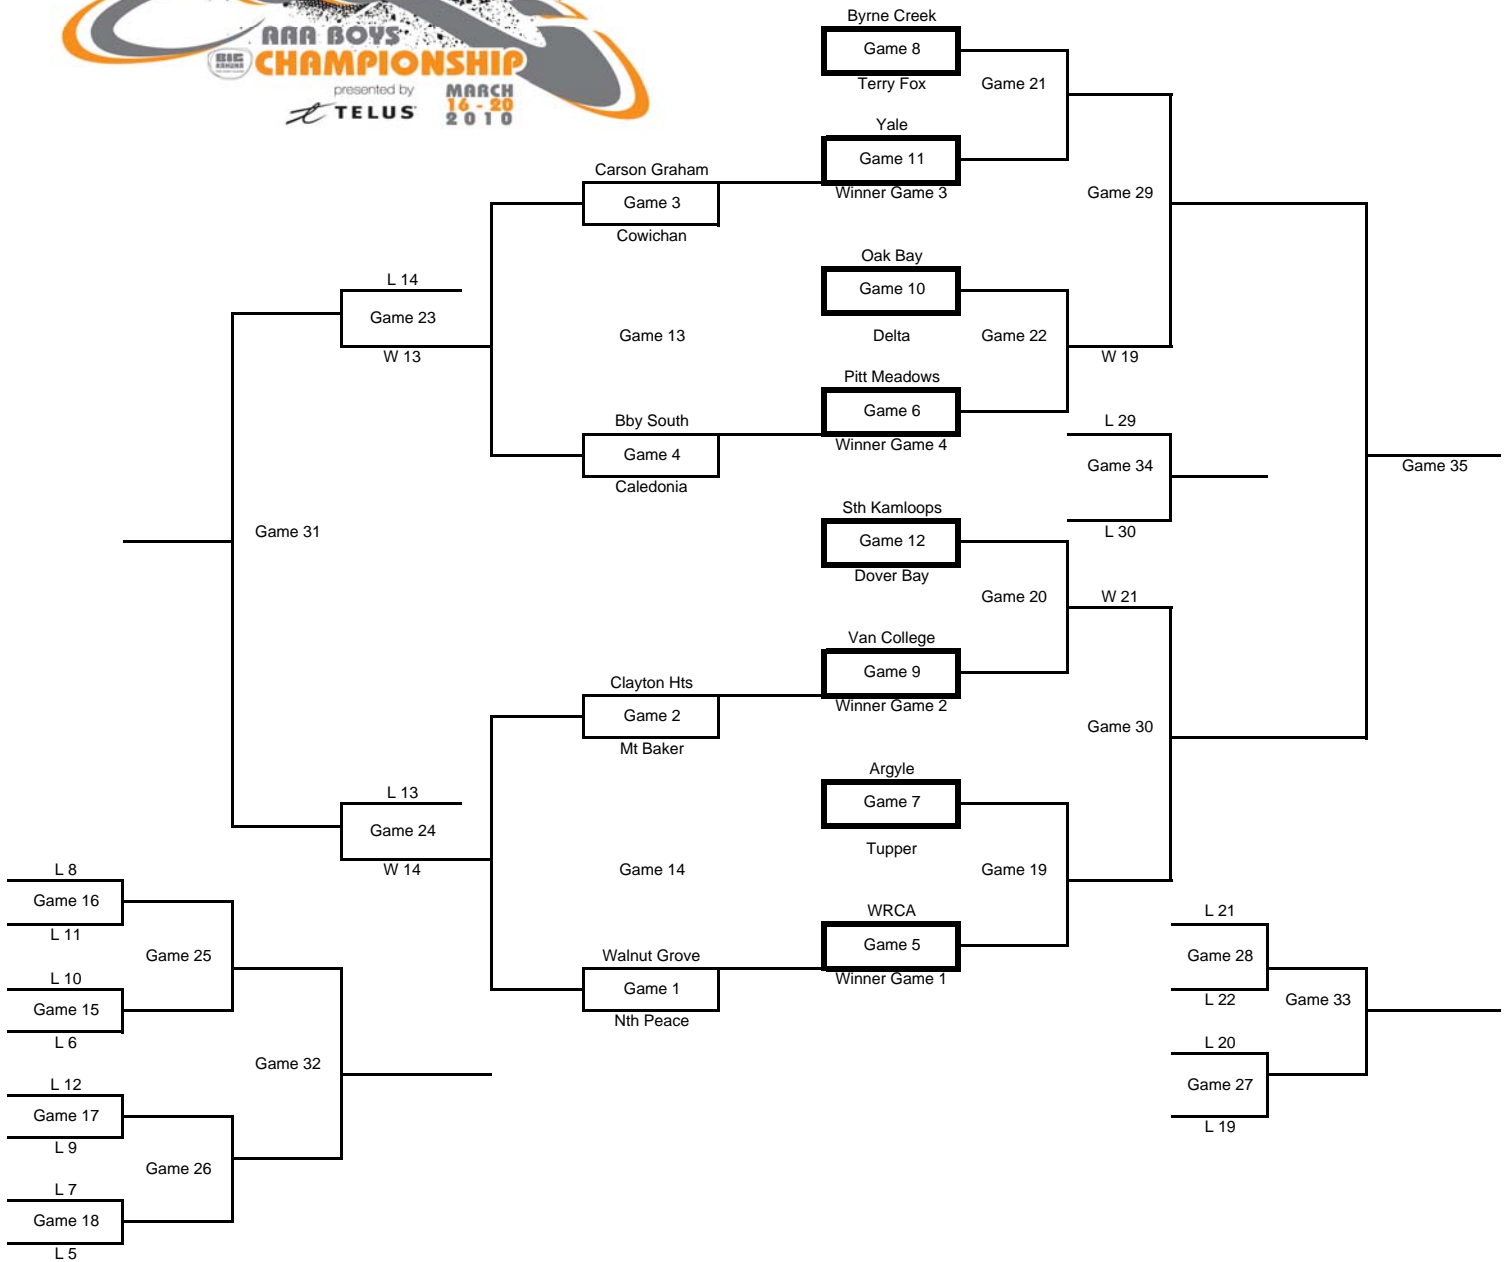 AAA BOYS
BIG
CHAMPIONSHIP
presented by
TELUS
MARCH
16 - 20
2010
Byrne Creek
Game 8
Terry Fox
Game 21
Yale
Game 11
Winner Game 3
Carson Graham
Game 3
Cowichan
Game 29
Oak Bay
Game 10
Delta
Game 22
W 19
L 14
Game 23
W 13
Game 13
Pitt Meadows
Game 6
Winner Game 4
Bby South
Game 4
Caledonia
L 29
Game 34
L 30
Game 35
Sth Kamloops
Game 12
Dover Bay
Game 31
Game 20
W 21
Van College
Game 9
Winner Game 2
Clayton Hts
Game 2
Mt Baker
Game 30
Argyle
Game 7
Tupper
L 13
Game 24
W 14
Game 14
Game 19
WRCA
Game 5
Winner Game 1
Walnut Grove
Game 1
Nth Peace
L 8
Game 16
L 11
Game 25
L 10
Game 15
L 6
Game 32
L 12
Game 17
L 9
Game 26
L 7
Game 18
L 5
L 21
Game 28
L 22
Game 33
L 20
Game 27
L 19